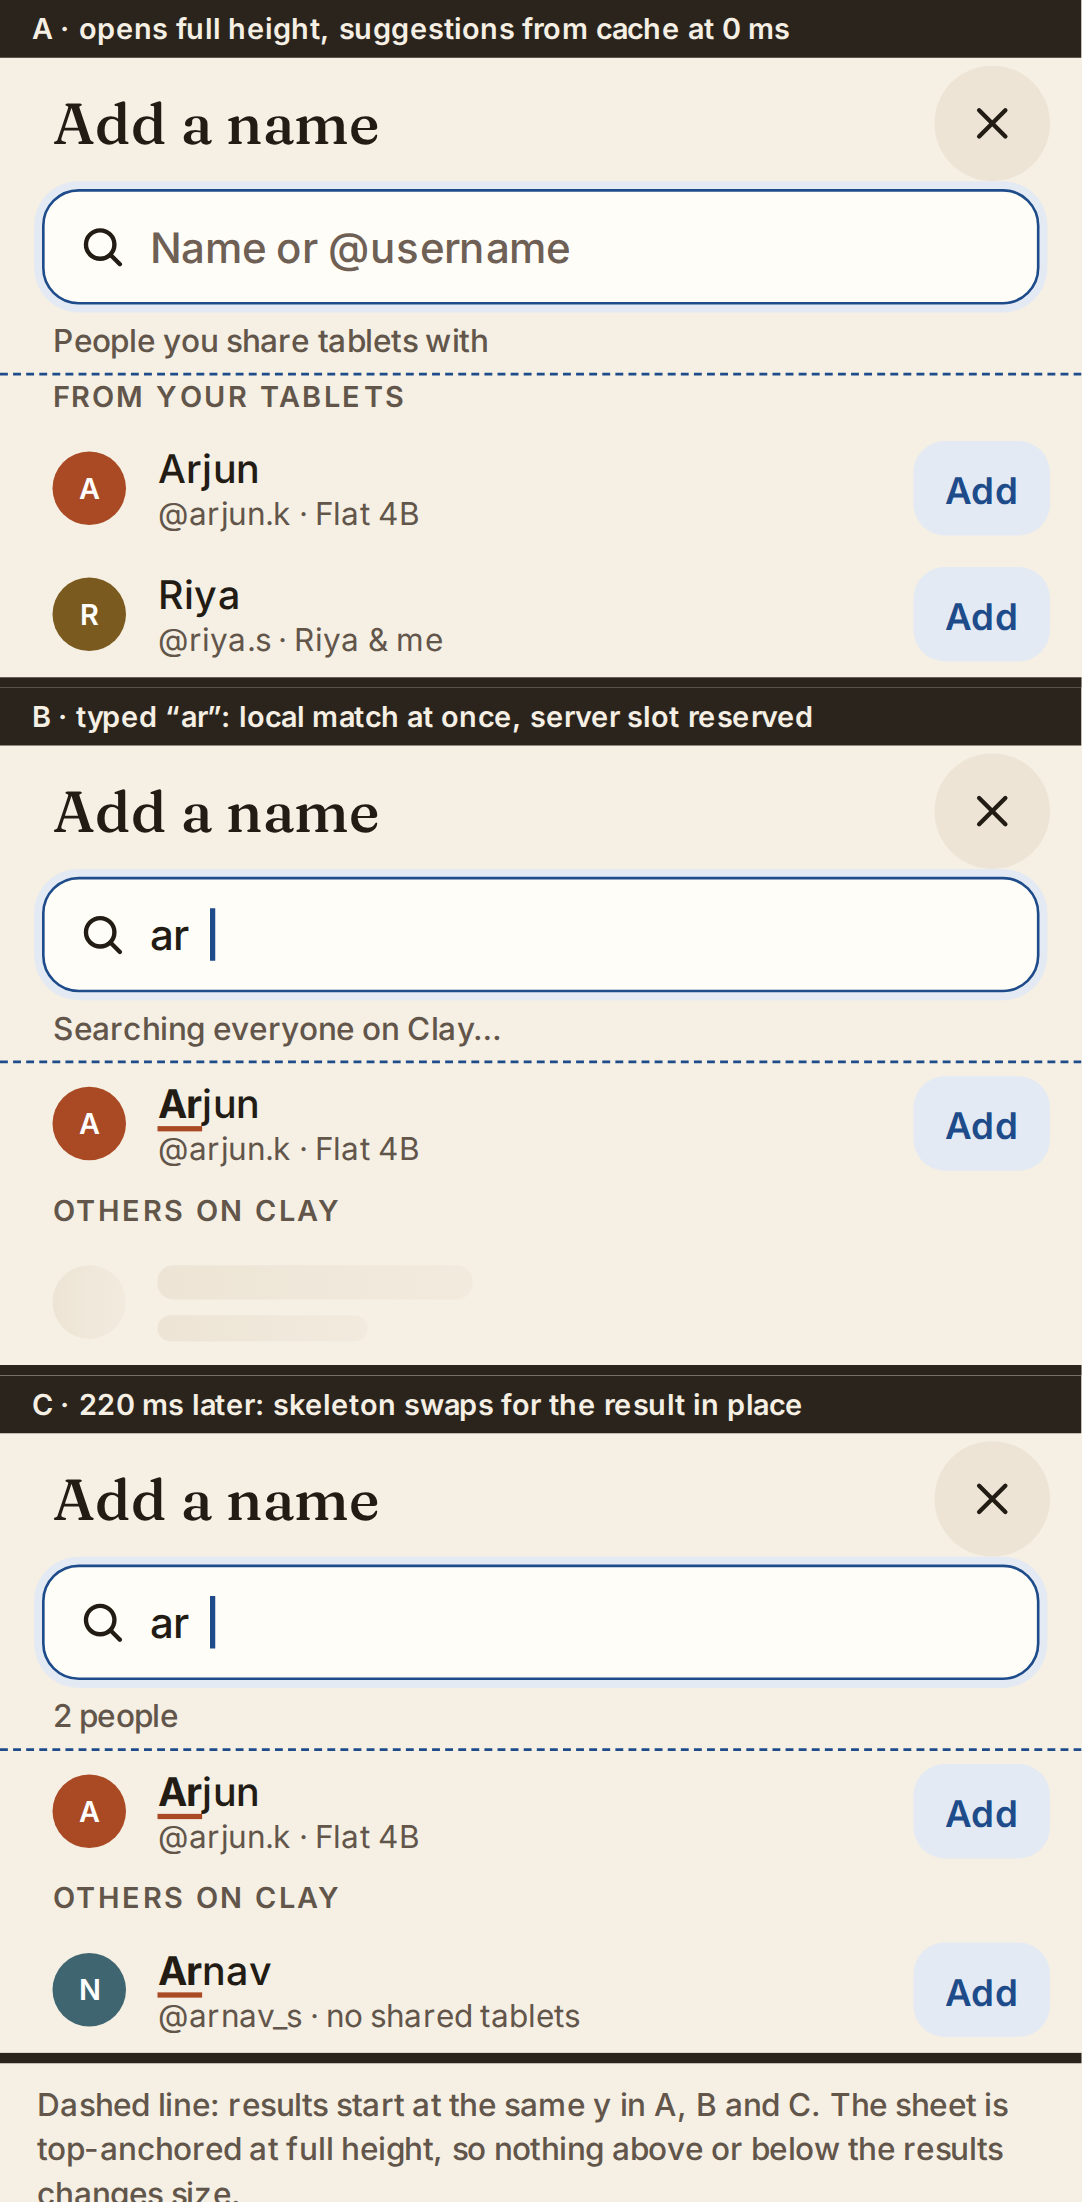 A · opens full height, suggestions from cache at 0 ms
Add a name
Name or @username
People you share tablets with
FROM YOUR TABLETS
A
Arjun
@arjun.k · Flat 4B
Add
R
Riya
@riya.s · Riya & me
Add
B · typed “ar”: local match at once, server slot reserved
Add a name
ar
Searching everyone on Clay...
A
Arjun
@arjun.k · Flat 4B
Add
OTHERS ON CLAY
C · 220 ms later: skeleton swaps for the result in place
Add a name
ar
2 people
A
Arjun
@arjun.k · Flat 4B
Add
OTHERS ON CLAY
N
Arnav
@arnav_s · no shared tablets
Add
Dashed line: results start at the same y in A, B and C. The sheet is
top-anchored at full height, so nothing above or below the results
changes size.